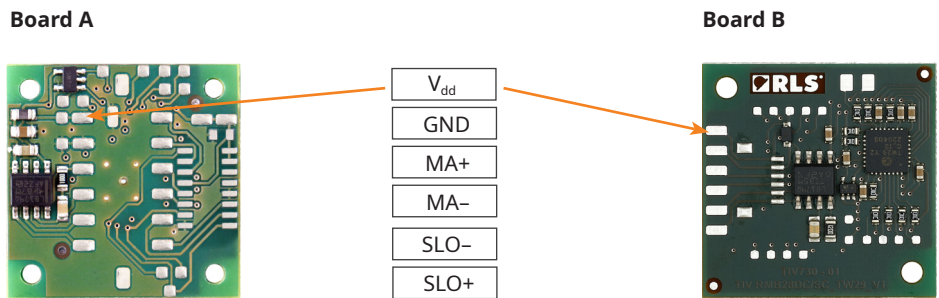 Board A
Board B
RLS
Vdd
GND
MA+
MA–
SLO–
SLO+